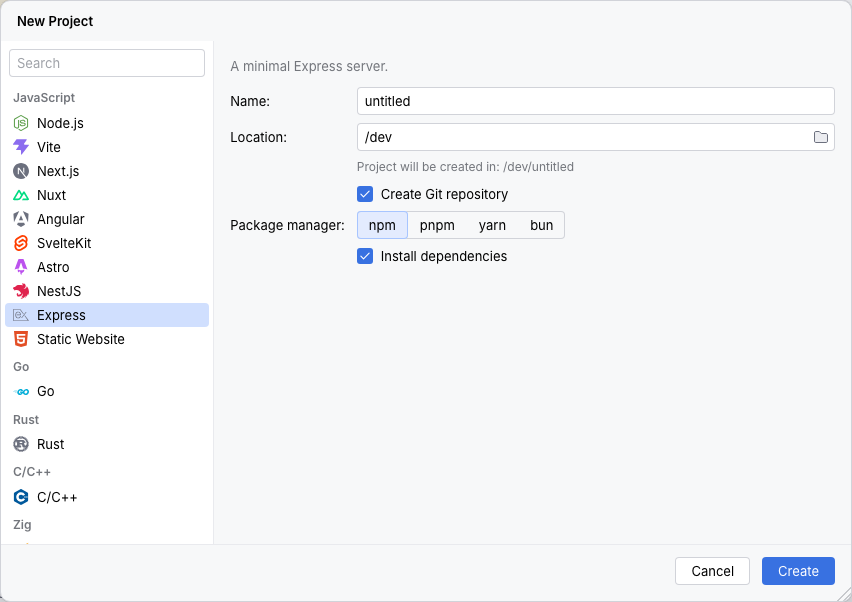 New Project
Search
JavaScript
Node.js
Vite
Next.js
Nuxt
Angular
SvelteKit
Astro
NestJS
Express
Static Website
Go
Go
Rust
Rust
C/C++
C/C++
Zig
A minimal Express server.
Name: untitled
Location: /dev
Project will be created in: /dev/untitled
Create Git repository
Package manager: npm pnpm yarn bun
Install dependencies
Cancel Create